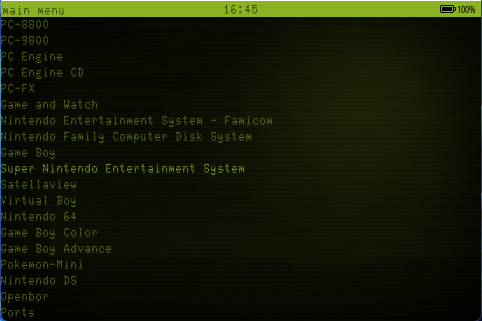 main menu 16:45 100%
PC-8800
PC-9800
PC Engine
PC Engine CD
PC-FX
Game and Watch
Nintendo Entertainment System - Famicom
Nintendo Family Computer Disk System
Game Boy
Super Nintendo Entertainment System
Satellaview
Virtual Boy
Nintendo 64
Game Boy Color
Game Boy Advance
Pokemon-Mini
Nintendo DS
Openbor
Ports